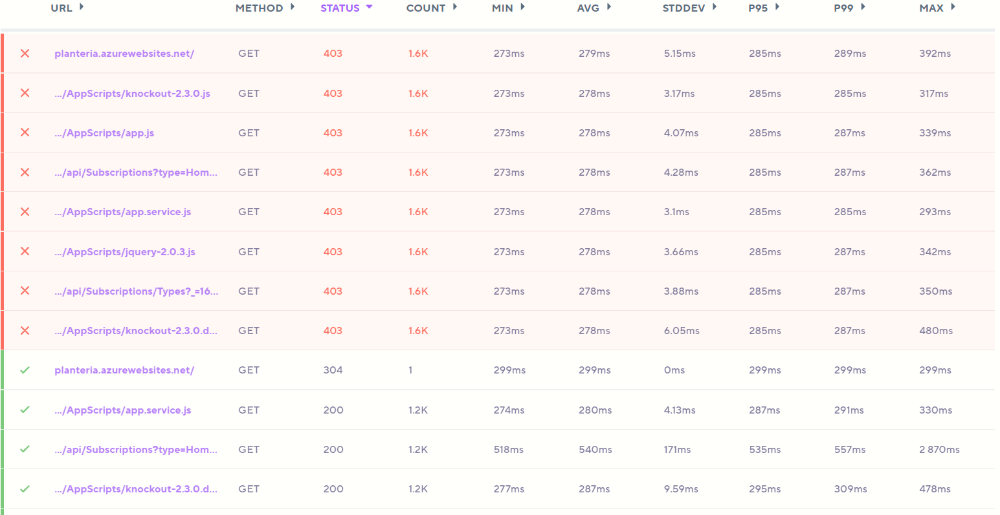 URL METHOD STATUS COUNT MIN AVG STDDEV P95 P99 MAX
planteria.azurewebsites.net/ GET 403 1.6K 273ms 279ms 5.15ms 285ms 289ms 392ms
.../AppScripts/knockout-2.3.0.js GET 403 1.6K 273ms 278ms 3.17ms 285ms 285ms 317ms
.../AppScripts/app.js GET 403 1.6K 273ms 278ms 4.07ms 285ms 287ms 339ms
.../api/Subscriptions?type=Hom... GET 403 1.6K 273ms 278ms 4.28ms 285ms 287ms 362ms
.../AppScripts/app.service.js GET 403 1.6K 273ms 278ms 3.1ms 285ms 285ms 293ms
.../AppScripts/jquery-2.0.3.js GET 403 1.6K 273ms 278ms 3.66ms 285ms 287ms 342ms
.../api/Subscriptions/Types?_=16... GET 403 1.6K 273ms 278ms 3.88ms 285ms 287ms 350ms
.../AppScripts/knockout-2.3.0.d... GET 403 1.6K 273ms 278ms 6.05ms 285ms 287ms 480ms
planteria.azurewebsites.net/ GET 304 1 299ms 299ms 0ms 299ms 299ms 299ms
.../AppScripts/app.service.js GET 200 1.2K 274ms 280ms 4.13ms 287ms 291ms 330ms
.../api/Subscriptions?type=Hom... GET 200 1.2K 518ms 540ms 171ms 535ms 557ms 2 870ms
.../AppScripts/knockout-2.3.0.d... GET 200 1.2K 277ms 287ms 9.59ms 295ms 309ms 478ms